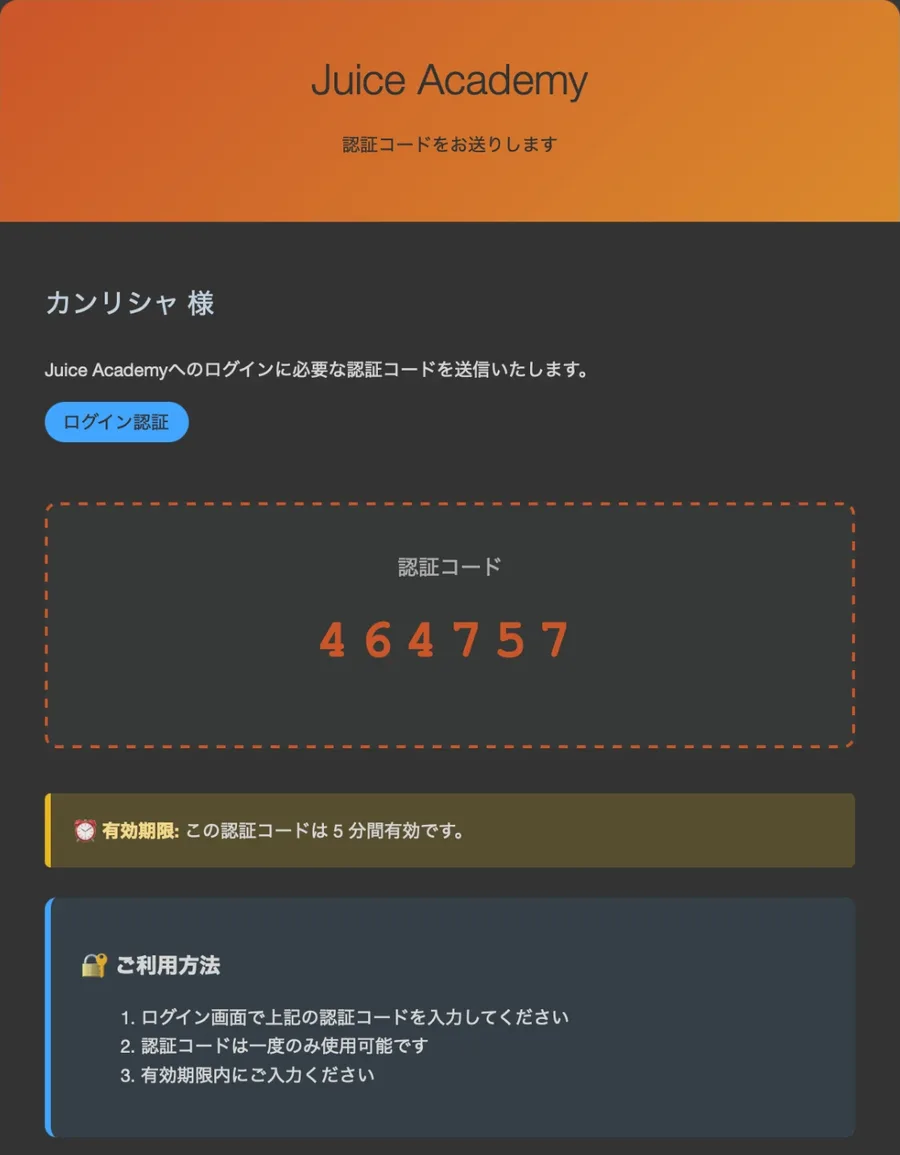 Juice Academy
認証コードをお送りします
カンリシャ 様
Juice Academyへのログインに必要な認証コードを送信いたします。
ログイン認証
認証コード
464757
⏰ 有効期限: この認証コードは 5 分間有効です。
🔐 ご利用方法
1. ログイン画面で上記の認証コードを入力してください
2. 認証コードは一度のみ使用可能です
3. 有効期限内にご入力ください